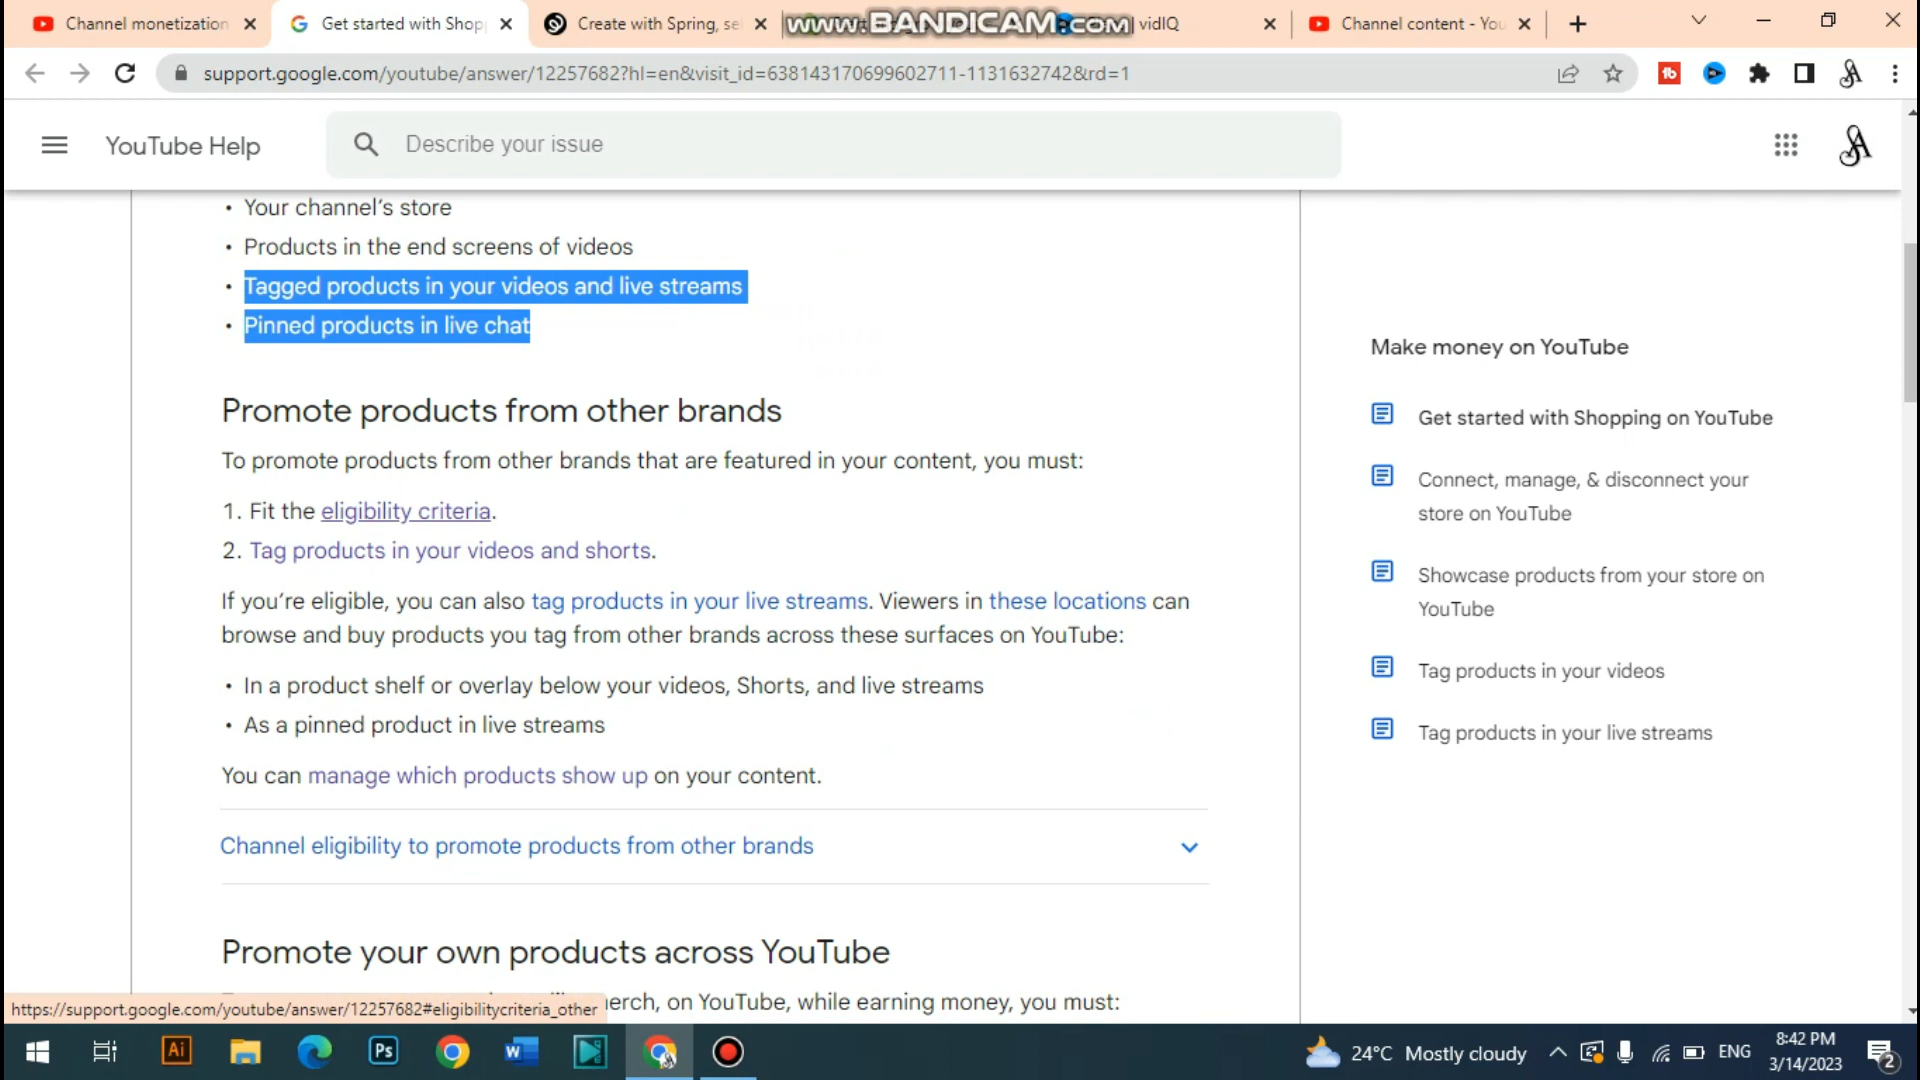 Channel monetization
Get started with Shop
Create with Spring, se
www.BANDICAM.com
vidIQ
Channel content - You
support.google.com/youtube/answer/12257682?hl=en&visit_id=638143170699602711-1131632742&rd=1
YouTube Help
Describe your issue
• Your channel's store
• Products in the end screens of videos
• Tagged products in your videos and live streams
• Pinned products in live chat
Promote products from other brands
To promote products from other brands that are featured in your content, you must:
1. Fit the eligibility criteria.
2. Tag products in your videos and shorts.
If you're eligible, you can also tag products in your live streams. Viewers in these locations can
browse and buy products you tag from other brands across these surfaces on YouTube:
• In a product shelf or overlay below your videos, Shorts, and live streams
• As a pinned product in live streams
You can manage which products show up on your content.
Channel eligibility to promote products from other brands
Promote your own products across YouTube
erch, on YouTube, while earning money, you must:
Make money on YouTube
Get started with Shopping on YouTube
Connect, manage, & disconnect your
store on YouTube
Showcase products from your store on
YouTube
Tag products in your videos
Tag products in your live streams
https://support.google.com/youtube/answer/12257682#eligibilitycriteria_other
Ai
Ps
24°C Mostly cloudy
ENG
8:42 PM
3/14/2023
2